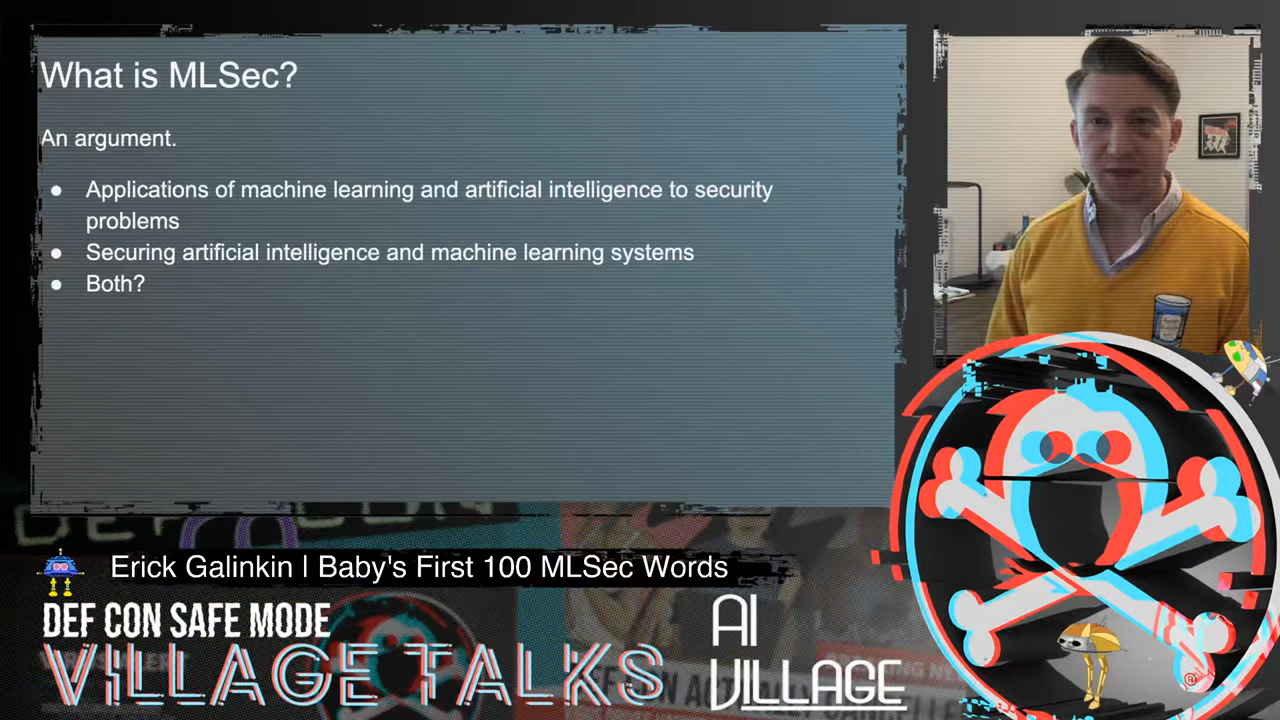 What is MLSec?
An argument.
● Applications of machine learning and artificial intelligence to security
problems
● Securing artificial intelligence and machine learning systems
● Both?
Erick Galinkin | Baby's First 100 MLSec Words
DEF CON SAFE MODE
VILLAGE TALKS
AI
VILLAGE